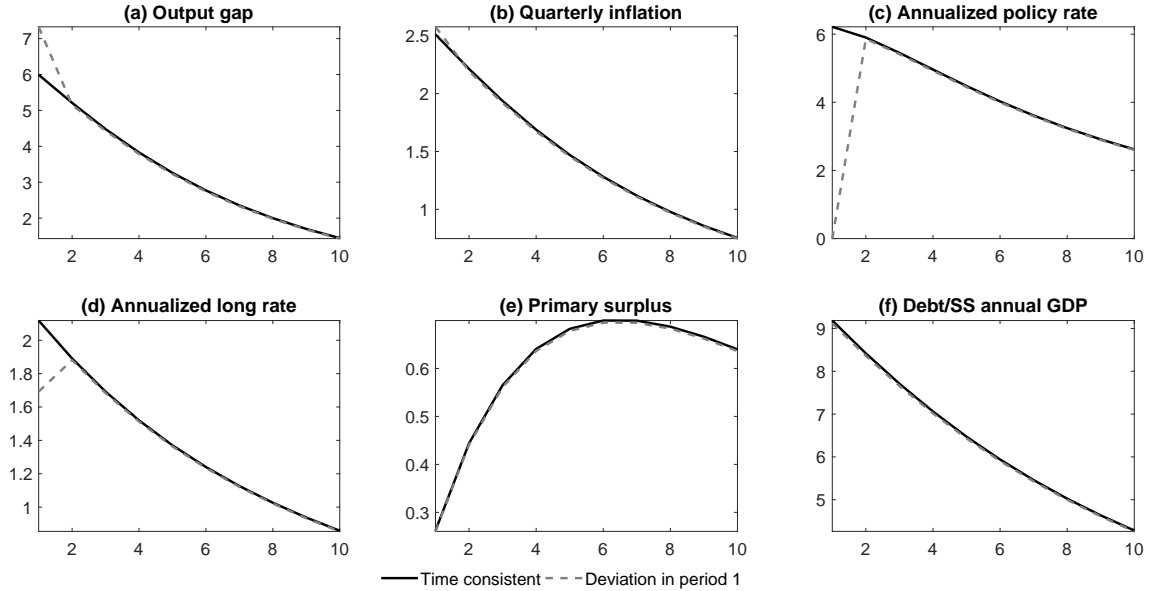 (a) Output gap
7
6
5
4
3
2
2 4 6 8 10
(b) Quarterly inflation
2.5
2
1.5
1
2 4 6 8 10
(c) Annualized policy rate
6
4
2
0
2 4 6 8 10
(d) Annualized long rate
2
1.8
1.6
1.4
1.2
1
2 4 6 8 10
(e) Primary surplus
0.6
0.5
0.4
0.3
2 4 6 8 10
(f) Debt/SS annual GDP
9
8
7
6
5
2 4 6 8 10
Time consistent Deviation in period 1